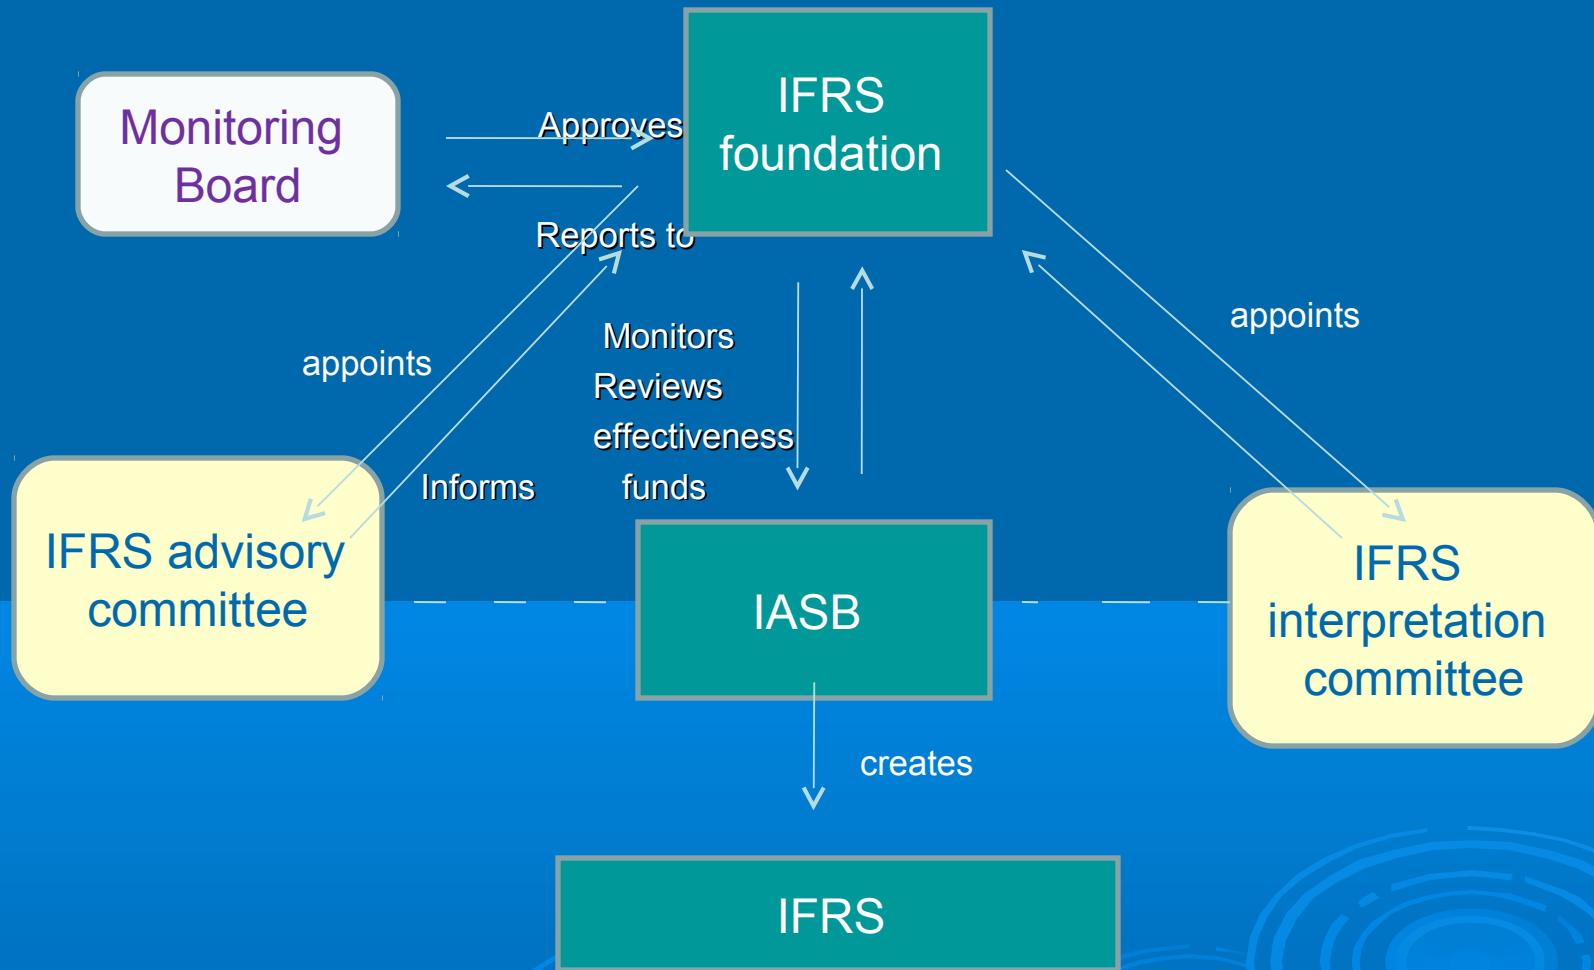 IFRS
foundation
Monitoring
Board
Approves
Reports to
appoints
appoints
Monitors
Reviews
effectiveness
funds
Informs
IFRS advisory
committee
IASB
IFRS
interpretation
committee
creates
IFRS